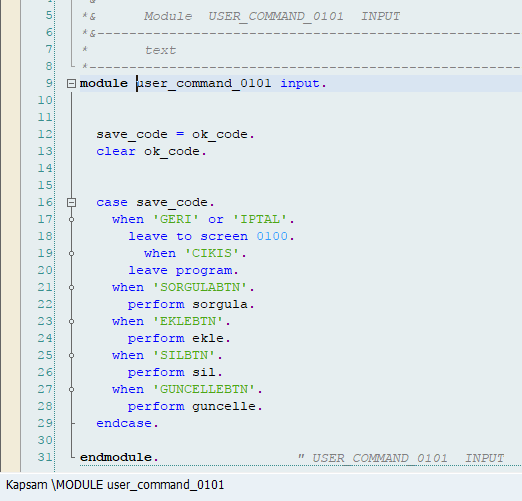 4 *&
5 *& Module USER_COMMAND_0101 INPUT
6 *&---------------------------------------------------
7 * text
8 *----------------------------------------------------
9 module user_command_0101 input.
10
11
12 save_code = ok_code.
13 clear ok_code.
14
15
16 case save_code.
17 when 'GERI' or 'IPTAL'.
18 leave to screen 0100.
19 when 'CIKIS'.
20 leave program.
21 when 'SORGULABTN'.
22 perform sorgula.
23 when 'EKLEBTN'.
24 perform ekle.
25 when 'SILBTN'.
26 perform sil.
27 when 'GUNCELLEBTN'.
28 perform guncelle.
29 endcase.
30
31 endmodule. " USER_COMMAND_0101 INPUT
Kapsam \MODULE user_command_0101